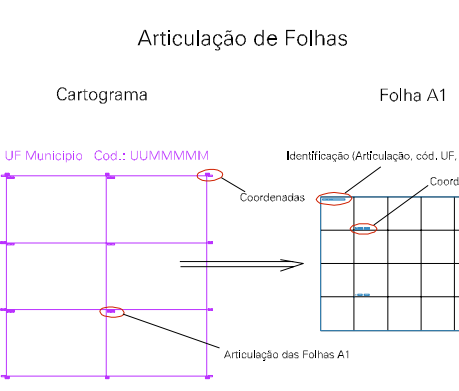 Articulação de Folhas
Cartograma
Folha A1
UF Municipio Cod.: UUMMMMM
Identificação (Articulação, cód. UF,
Coord
Coordenadas
Articulação das Folhas A1